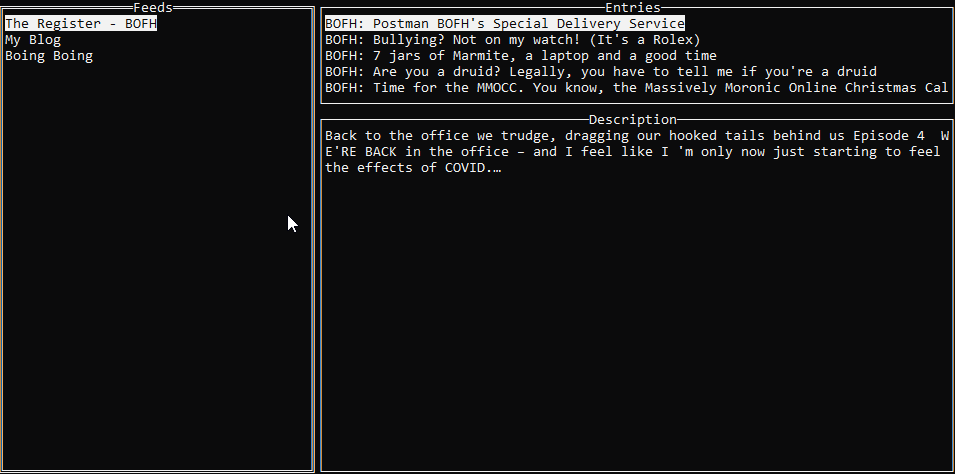 Feeds
The Register - BOFH
My Blog
Boing Boing
Entries
BOFH: Postman BOFH's Special Delivery Service
BOFH: Bullying? Not on my watch! (It's a Rolex)
BOFH: 7 jars of Marmite, a laptop and a good time
BOFH: Are you a druid? Legally, you have to tell me if you're a druid
BOFH: Time for the MMOCC. You know, the Massively Moronic Online Christmas Cal
Description
Back to the office we trudge, dragging our hooked tails behind us Episode 4  W
E'RE BACK in the office – and I feel like I 'm only now just starting to feel
the effects of COVID.…